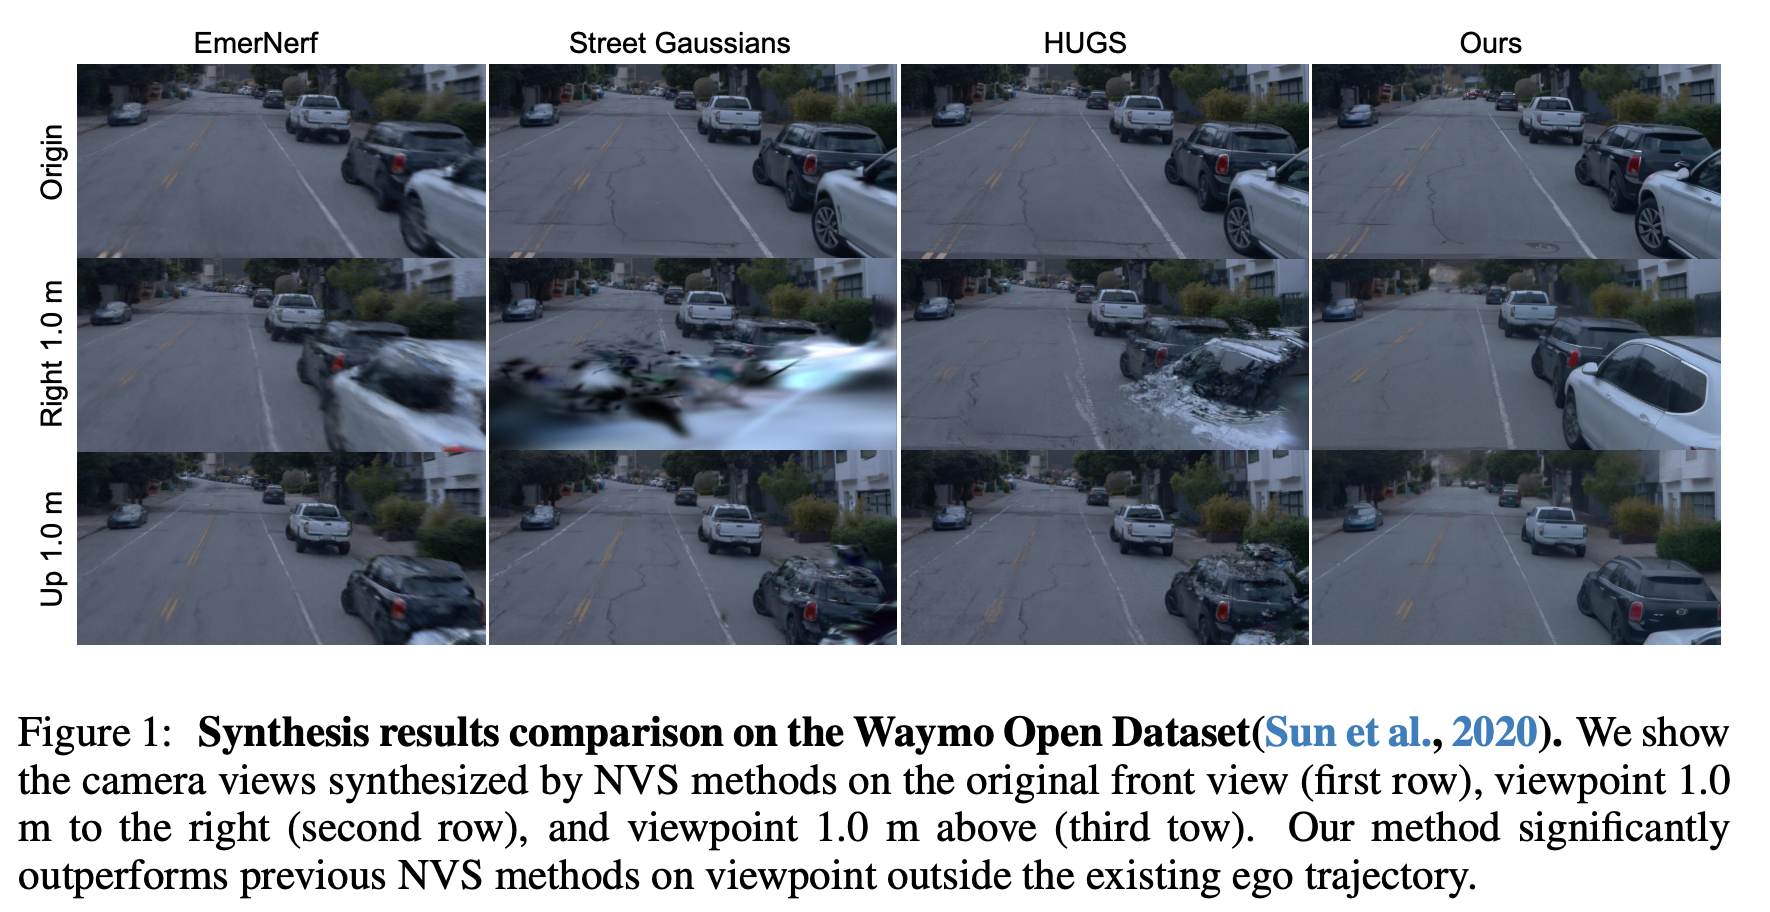 EmerNerf Street Gaussians HUGS Ours
Origin
Right 1.0 m
Up 1.0 m
Figure 1: Synthesis results comparison on the Waymo Open Dataset(Sun et al., 2020). We show
the camera views synthesized by NVS methods on the original front view (first row), viewpoint 1.0
m to the right (second row), and viewpoint 1.0 m above (third tow). Our method significantly
outperforms previous NVS methods on viewpoint outside the existing ego trajectory.